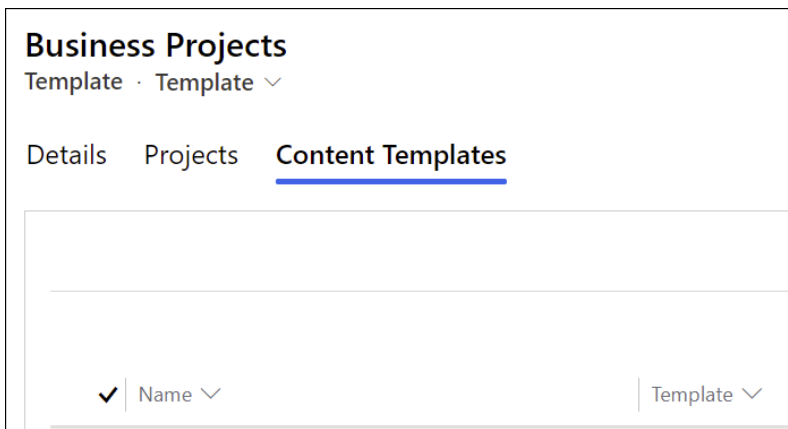 Business Projects
Template · Template
Details Projects Content Templates
Name Template